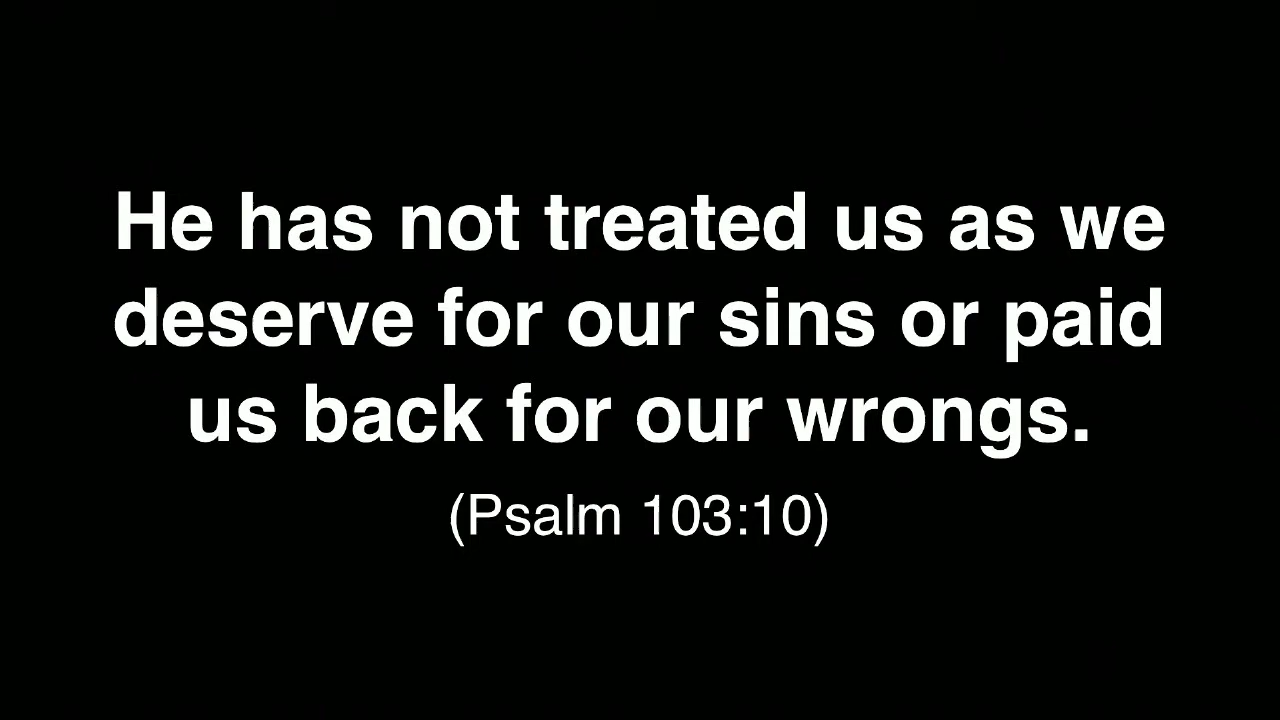 He has not treated us as we
deserve for our sins or paid
us back for our wrongs.
(Psalm 103:10)